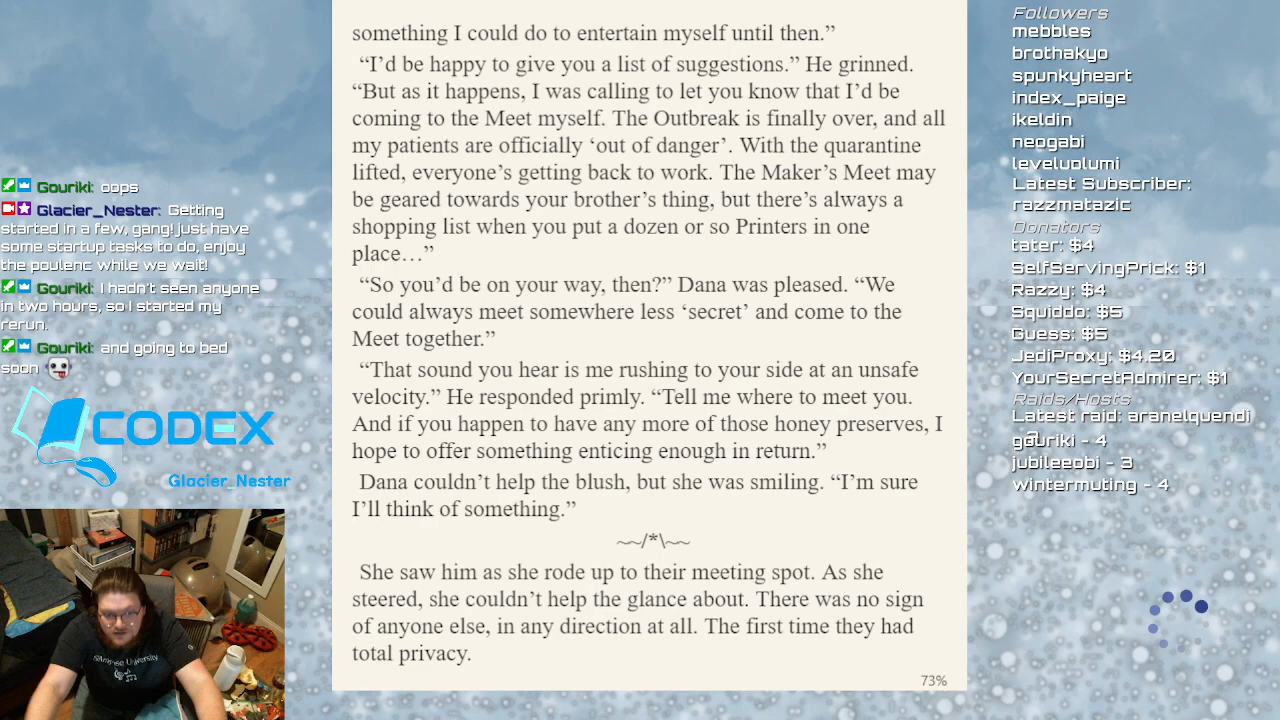 something I could do to entertain myself until then.”
“I’d be happy to give you a list of suggestions.” He grinned.
“But as it happens, I was calling to let you know that I’d be
coming to the Meet myself. The Outbreak is finally over, and all
my patients are officially ‘out of danger’. With the quarantine
lifted, everyone’s getting back to work. The Maker’s Meet may
be geared towards your brother’s thing, but there’s always a
shopping list when you put a dozen or so Printers in one
place…”
“So you’d be on your way, then?” Dana was pleased. “We
could always meet somewhere less ‘secret’ and come to the
Meet together.”
“That sound you hear is me rushing to your side at an unsafe
velocity.” He responded primly. “Tell me where to meet you.
And if you happen to have any more of those honey preserves, I
hope to offer something enticing enough in return.”
Dana couldn’t help the blush, but she was smiling. “I’m sure
I’ll think of something.”
~~/*\~~
She saw him as she rode up to their meeting spot. As she
steered, she couldn’t help the glance about. There was no sign
of anyone else, in any direction at all. The first time they had
total privacy.
73%
Gouriki: oops
Glacier_Nester: Getting
started in a few, gang! just have
some startup tasks to do, enjoy
the poulenc while we wait!
Gouriki: I hadn't seen anyone
in two hours, so I started my
rerun.
Gouriki: and going to bed
soon
CODEX
Glacier_Nester
University
Followers
mebbles
brothakyo
spunkyheart
index_paige
ikeldin
neogabi
leveluolumi
Latest Subscriber:
razzmatazic
Donators
tater: $4
SelfServingPrick: $1
Razzy: $4
Squiddo: $5
Guess: $5
JediProxy: $4.20
YourSecretAdmirer: $1
Raids/Hosts
Latest raid: aranelquendi
gouriki - 4
jubileeobi - 3
wintermuting - 4